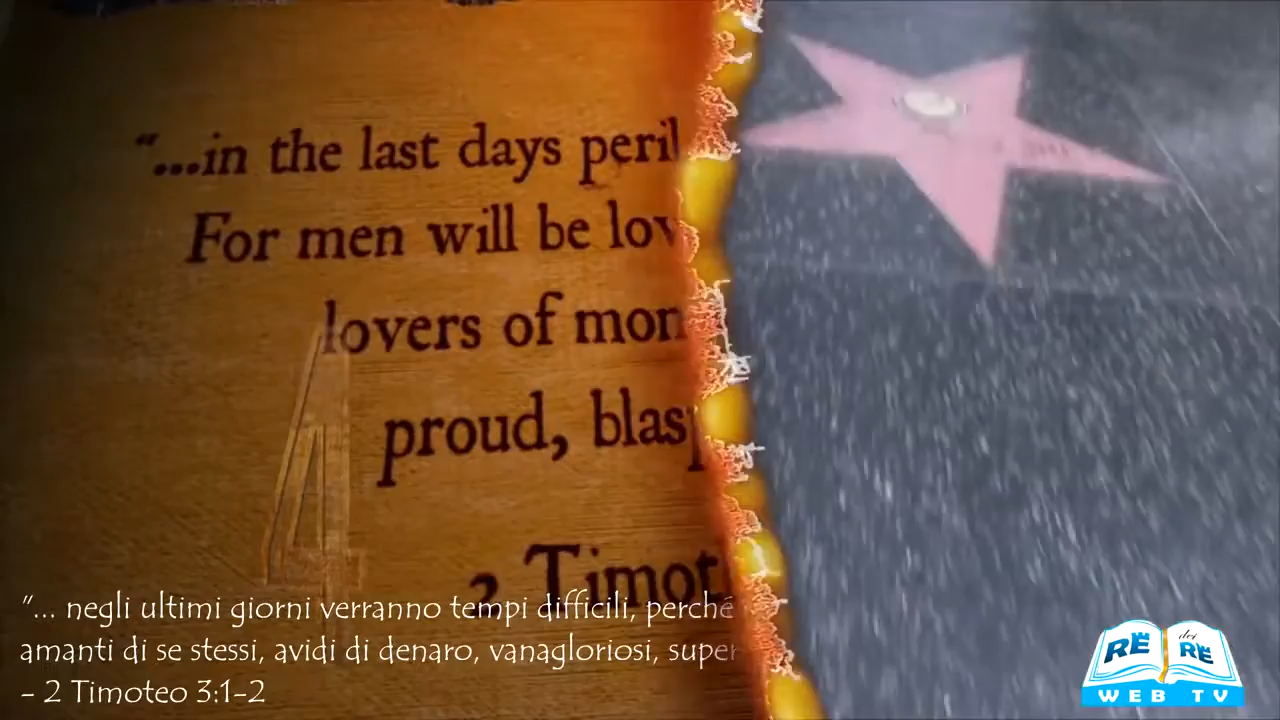 “...in the last days peril
For men will be lov
lovers of mon
proud, blasp
2 Timot
4
“... negli ultimi giorni verranno tempi difficili, perché
amanti di se stessi, avidi di denaro, vanagloriosi, super
- 2 Timoteo 3:1-2
RE dei RE
WEB TV